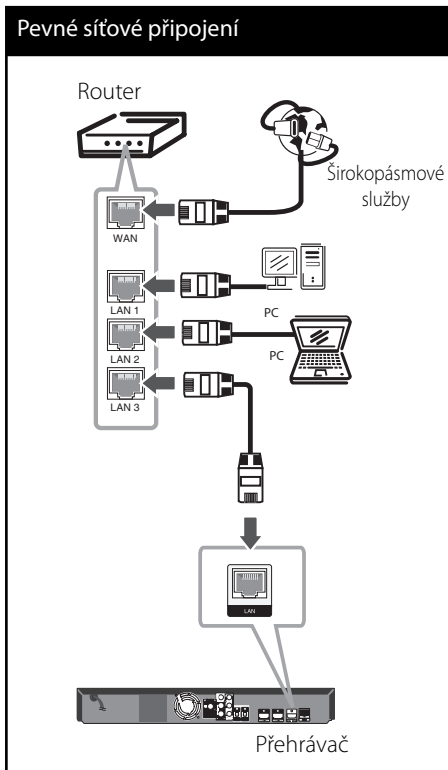 Pevné síťové připojení
Router
Širokopásmové
služby
WAN
LAN 1
PC
LAN 2
PC
LAN 3
LAN
Přehrávač